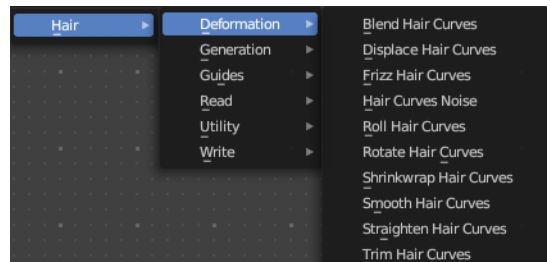 Hair
Deformation
Generation
Guides
Read
Utility
Write
Blend Hair Curves
Displace Hair Curves
Frizz Hair Curves
Hair Curves Noise
Roll Hair Curves
Rotate Hair Curves
Shrinkwrap Hair Curves
Smooth Hair Curves
Straighten Hair Curves
Trim Hair Curves